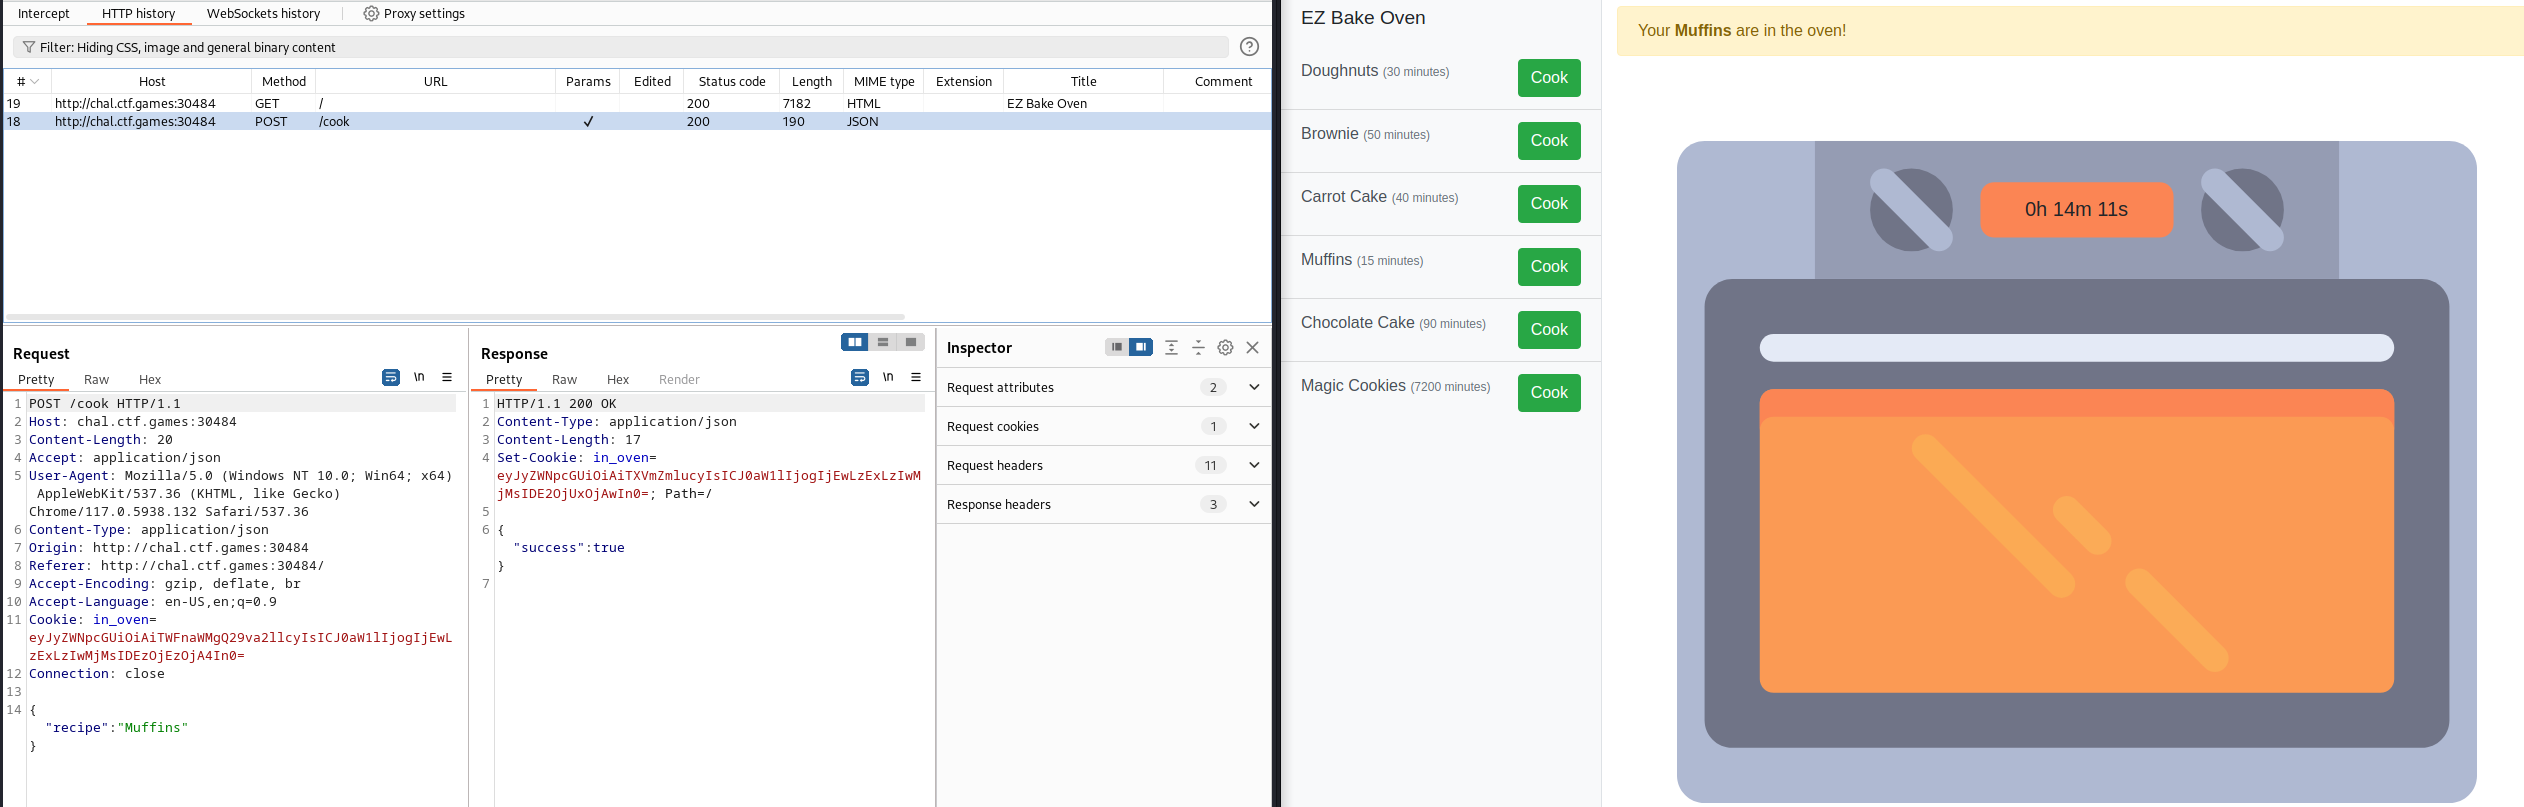 Intercept HTTP history WebSockets history Proxy settings
Filter: Hiding CSS, image and general binary content
# Host Method URL Params Edited Status code Length MIME type Extension Title Comment
19 http://chal.ctf.games:30484 GET / 200 7182 HTML EZ Bake Oven
18 http://chal.ctf.games:30484 POST /cook ✓ 200 190 JSON
Request
Pretty Raw Hex \n
1 POST /cook HTTP/1.1
2 Host: chal.ctf.games:30484
3 Content-Length: 20
4 Accept: application/json
5 User-Agent: Mozilla/5.0 (Windows NT 10.0; Win64; x64)
AppleWebKit/537.36 (KHTML, like Gecko)
Chrome/117.0.5938.132 Safari/537.36
6 Content-Type: application/json
7 Origin: http://chal.ctf.games:30484
8 Referer: http://chal.ctf.games:30484/
9 Accept-Encoding: gzip, deflate, br
10 Accept-Language: en-US,en;q=0.9
11 Cookie: in_oven=
eyJyZWNpcGUiOiAiTWFnaWMgQ29va2llcyIsICJ0aW1lIjogIjEwL
zExLzIwMjMsIDEzOjEzOjA4In0=
12 Connection: close
13
14 {
"recipe":"Muffins"
}
Response
Pretty Raw Hex Render \n
1 HTTP/1.1 200 OK
2 Content-Type: application/json
3 Content-Length: 17
4 Set-Cookie: in_oven=
eyJyZWNpcGUiOiAiTXVmZmlucyIsICJ0aW1lIjogIjEwLzExLzIwM
jMsIDE2OjUxOjAwIn0=; Path=/
5
6 {
"success":true
}
7
Inspector
Request attributes 2
Request cookies 1
Request headers 11
Response headers 3
EZ Bake Oven
Doughnuts (30 minutes) Cook
Brownie (50 minutes) Cook
Carrot Cake (40 minutes) Cook
Muffins (15 minutes) Cook
Chocolate Cake (90 minutes) Cook
Magic Cookies (7200 minutes) Cook
Your Muffins are in the oven!
0h 14m 11s